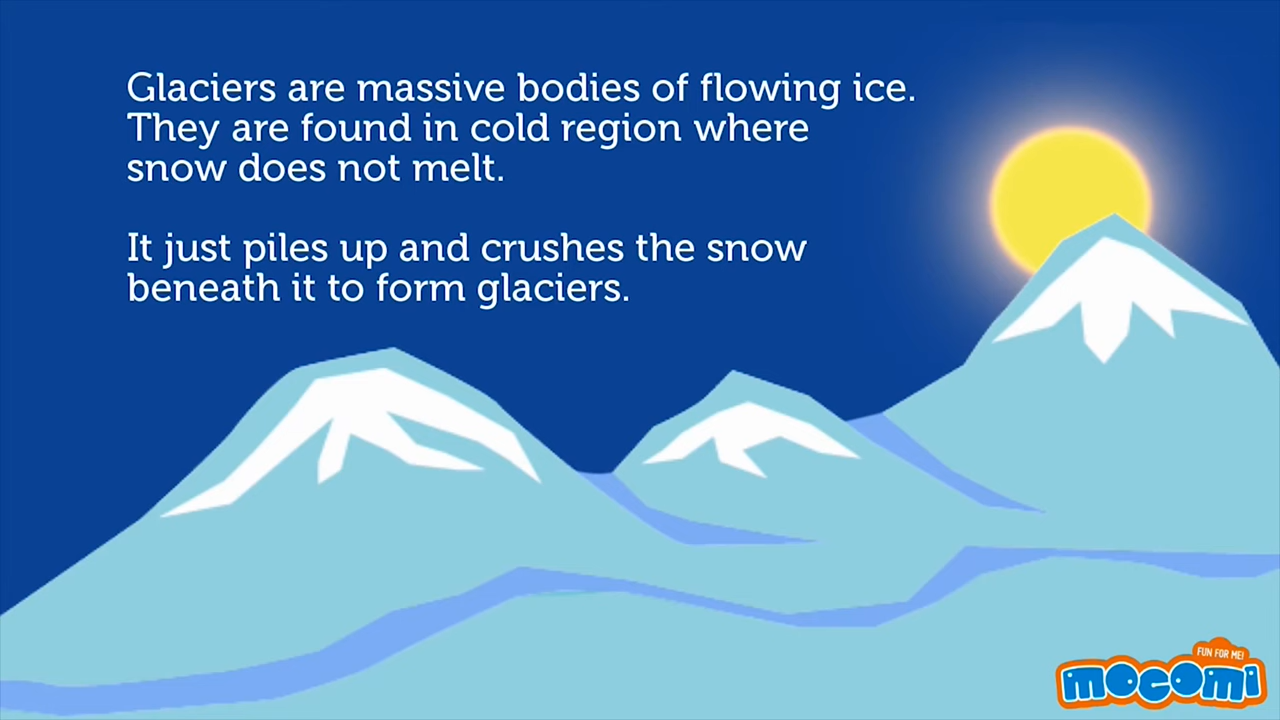 Glaciers are massive bodies of flowing ice.
They are found in cold region where
snow does not melt.
It just piles up and crushes the snow
beneath it to form glaciers.
FUN FOR ME!
mocomi